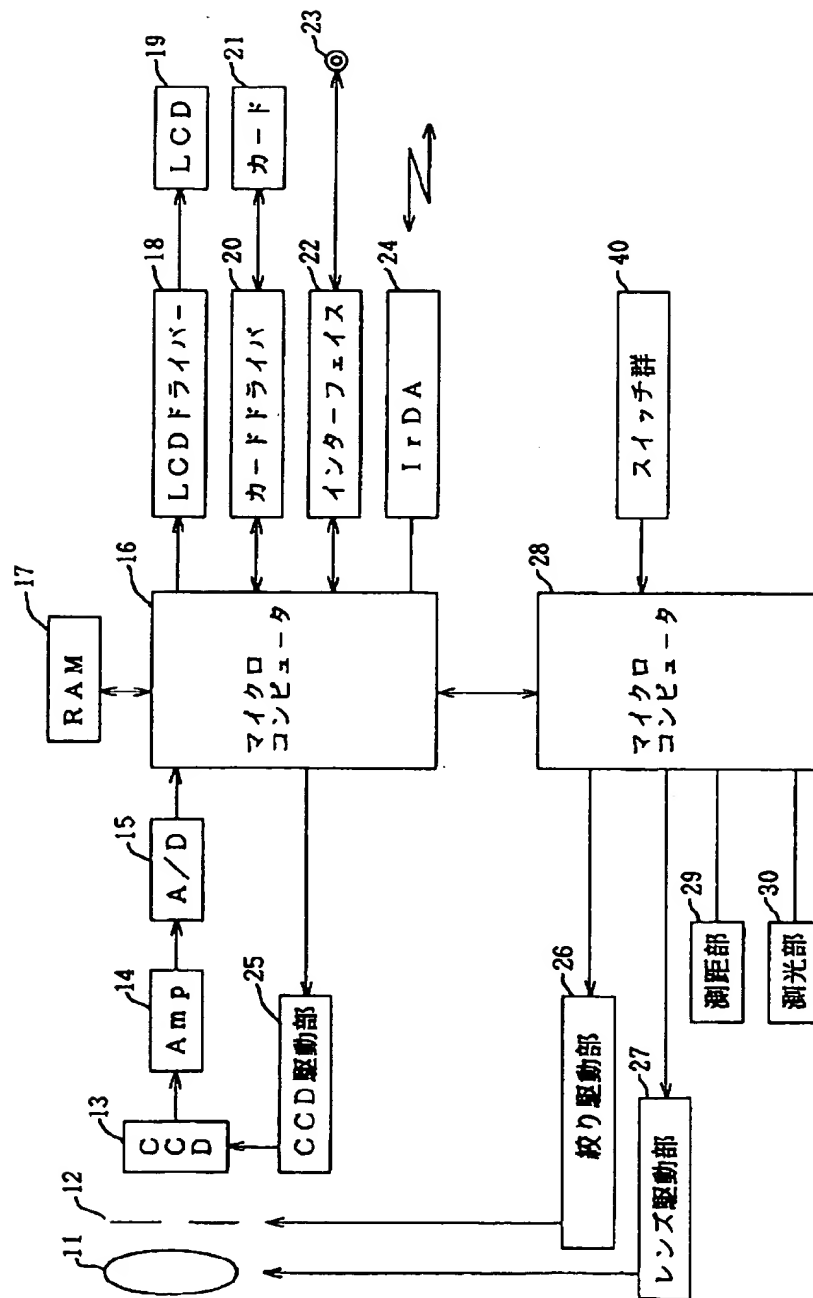 11
12
13
CCD
14
Amp
15
A/D
25
CCD駆動部
17
RAM
16
マイクロ
コンピュータ
18
LCDドライバー
19
LCD
20
カードドライバ
21
カード
22
インターフェイス
23
24
IrDA
26
絞り駆動部
27
レンズ駆動部
28
マイクロ
コンピュータ
29
測距部
30
測光部
40
スイッチ群